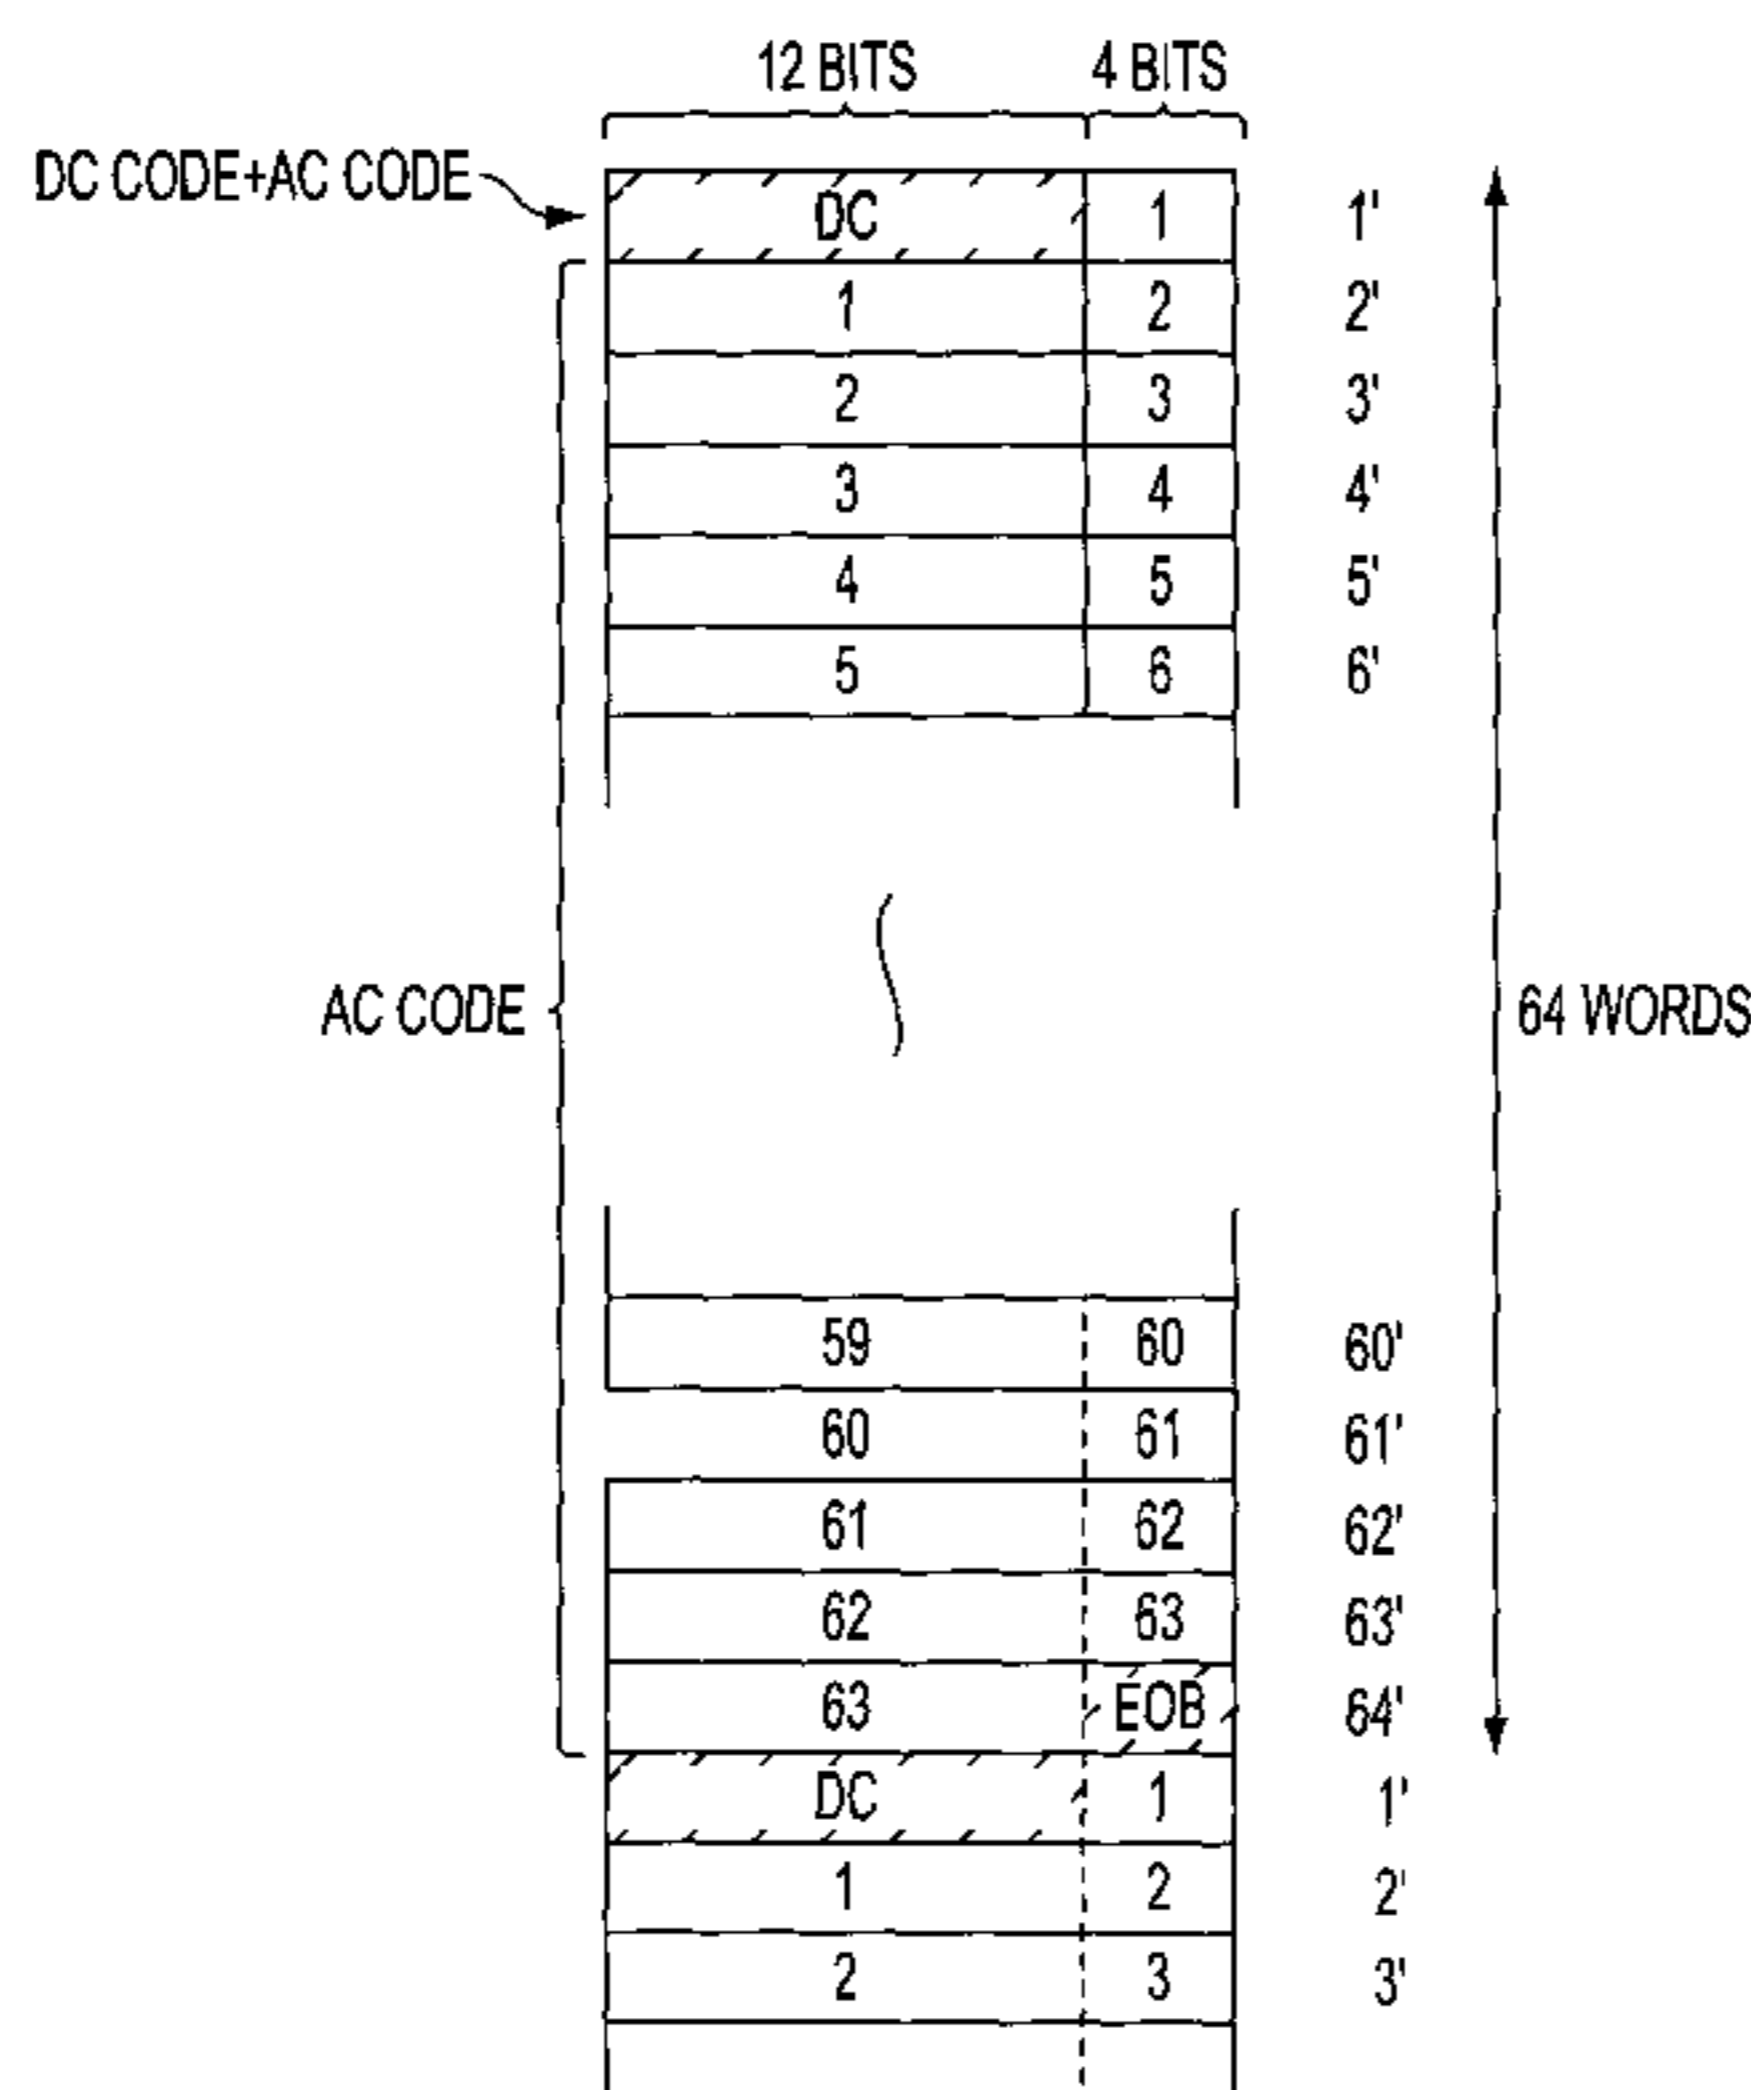 12 BITS 4 BITS
DC CODE+AC CODE DC 1 1'
1 2 2'
2 3 3'
3 4 4'
4 5 5'
5 6 6'
AC CODE 64 WORDS
59 60 60'
60 61 61'
61 62 62'
62 63 63'
63 EOB 64'
DC 1 1'
1 2 2'
2 3 3'